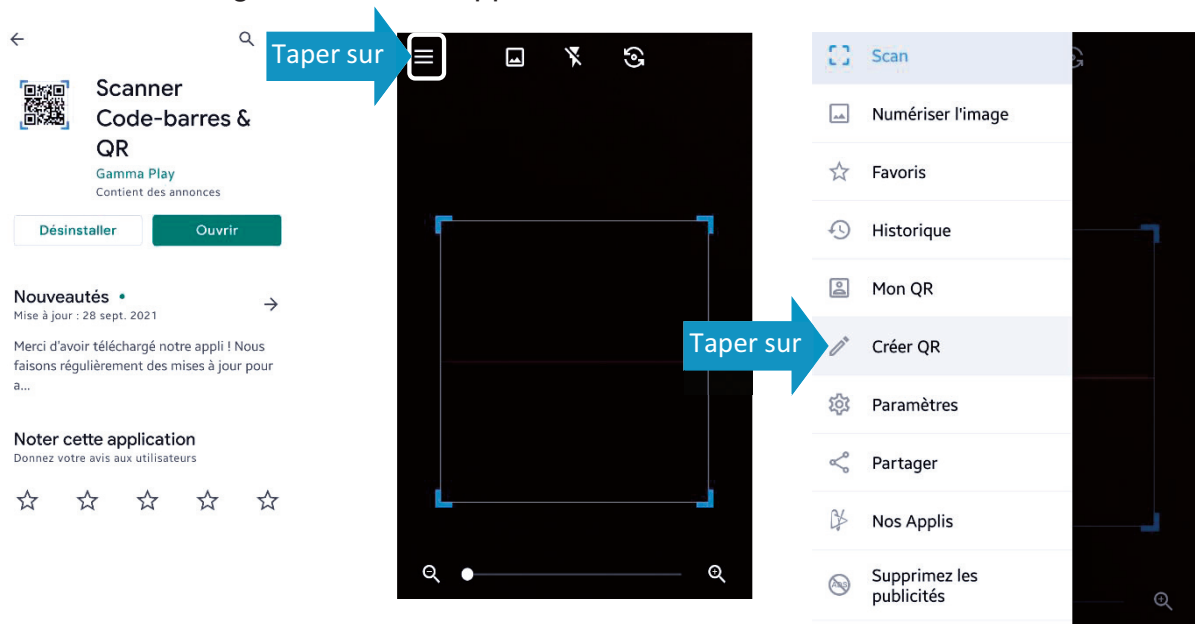 Scanner
Code-barres &
QR
Gamma Play
Contient des annonces
Désinstaller
Ouvrir
Nouveautés •
Mise à jour : 28 sept. 2021
Merci d'avoir téléchargé notre appli ! Nous
faisons régulièrement des mises à jour pour
a...
Noter cette application
Donnez votre avis aux utilisateurs
Taper sur
Taper sur
Scan
Numériser l'image
Favoris
Historique
Mon QR
Créer QR
Paramètres
Partager
Nos Applis
ADS
Supprimez les
publicités